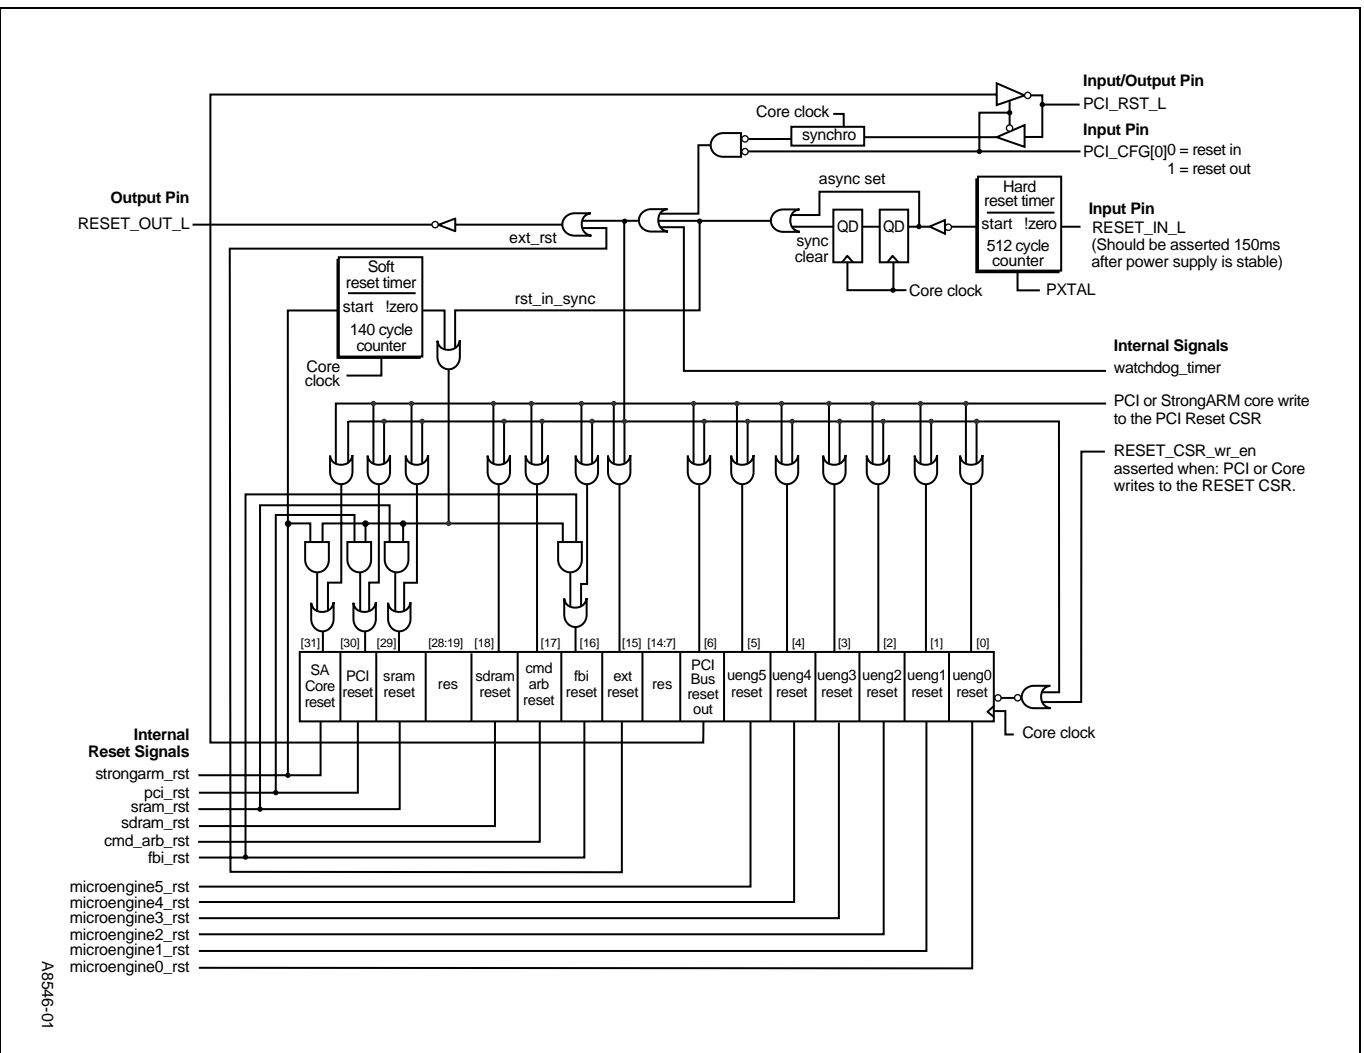 Input/Output Pin
PCI_RST_L
Core clock
synchro
Input Pin
PCI_CFG[0] 0 = reset in
1 = reset out
async set
Hard
reset timer
start !zero
512 cycle
counter
PXTAL
Input Pin
RESET_IN_L
(Should be asserted 150ms
after power supply is stable)
Output Pin
RESET_OUT_L
ext_rst
sync
clear
QD
QD
Core clock
Soft
reset timer
start !zero
140 cycle
counter
Core
clock
rst_in_sync
Internal Signals
watchdog_timer
PCI or StrongARM core write
to the PCI Reset CSR
RESET_CSR_wr_en
asserted when: PCI or Core
writes to the RESET CSR.
[31] [30] [29] [28:19] [18] [17] [16] [15] [14:7] [6] [5] [4] [3] [2] [1] [0]
SA
Core
reset
PCI
reset
sram
reset
res
sdram
reset
cmd
arb
reset
fbi
reset
ext
reset
res
PCI
Bus
reset
out
ueng5
reset
ueng4
reset
ueng3
reset
ueng2
reset
ueng1
reset
ueng0
reset
Core clock
Internal
Reset Signals
strongarm_rst
pci_rst
sram_rst
sdram_rst
cmd_arb_rst
fbi_rst
microengine5_rst
microengine4_rst
microengine3_rst
microengine2_rst
microengine1_rst
microengine0_rst
A8546-01